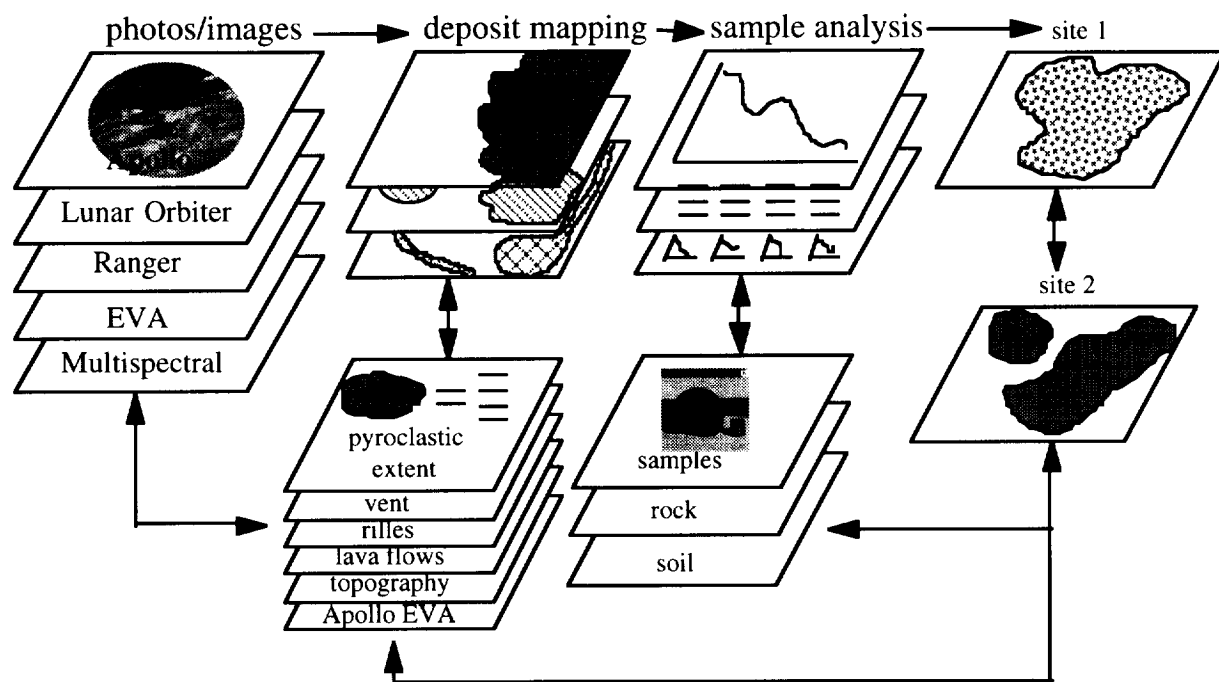 photos/images
deposit mapping
sample analysis
site 1
Apollo
Lunar Orbiter
Ranger
EVA
Multispectral
site 2
pyroclastic
extent
vent
rilles
lava flows
topography
Apollo EVA
samples
rock
soil